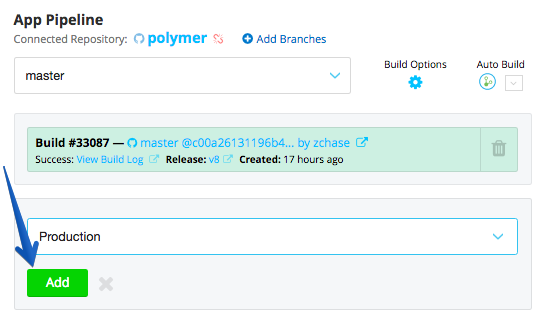 App Pipeline
Connected Repository: polymer Add Branches
master
Build Options
Auto Build
Build #33087 — master @c00a26131196b4... by zchase
Success: View Build Log Release: v8 Created: 17 hours ago
Production
Add